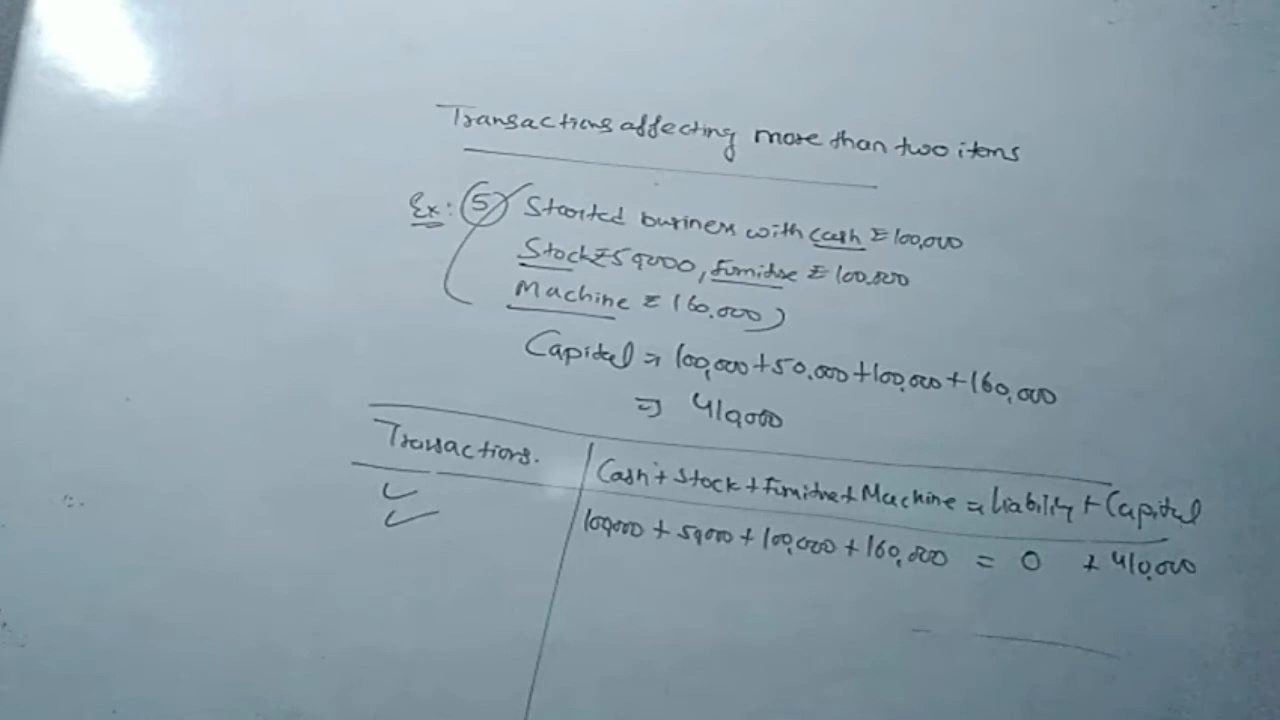 Transactions affecting more than two items
Ex: (5) Started business with cash ₹ 100,000
Stock ₹ 50,000, Furniture ₹ 100,000
Machine ₹ 160,000)
Capital = 100,000 + 50,000 + 100,000 + 160,000
⇒ 410,000
Transactions.
Cash + Stock + Furniture + Machine = Liability + Capital
100,000 + 50,000 + 100,000 + 160,000 = 0 + 410,000